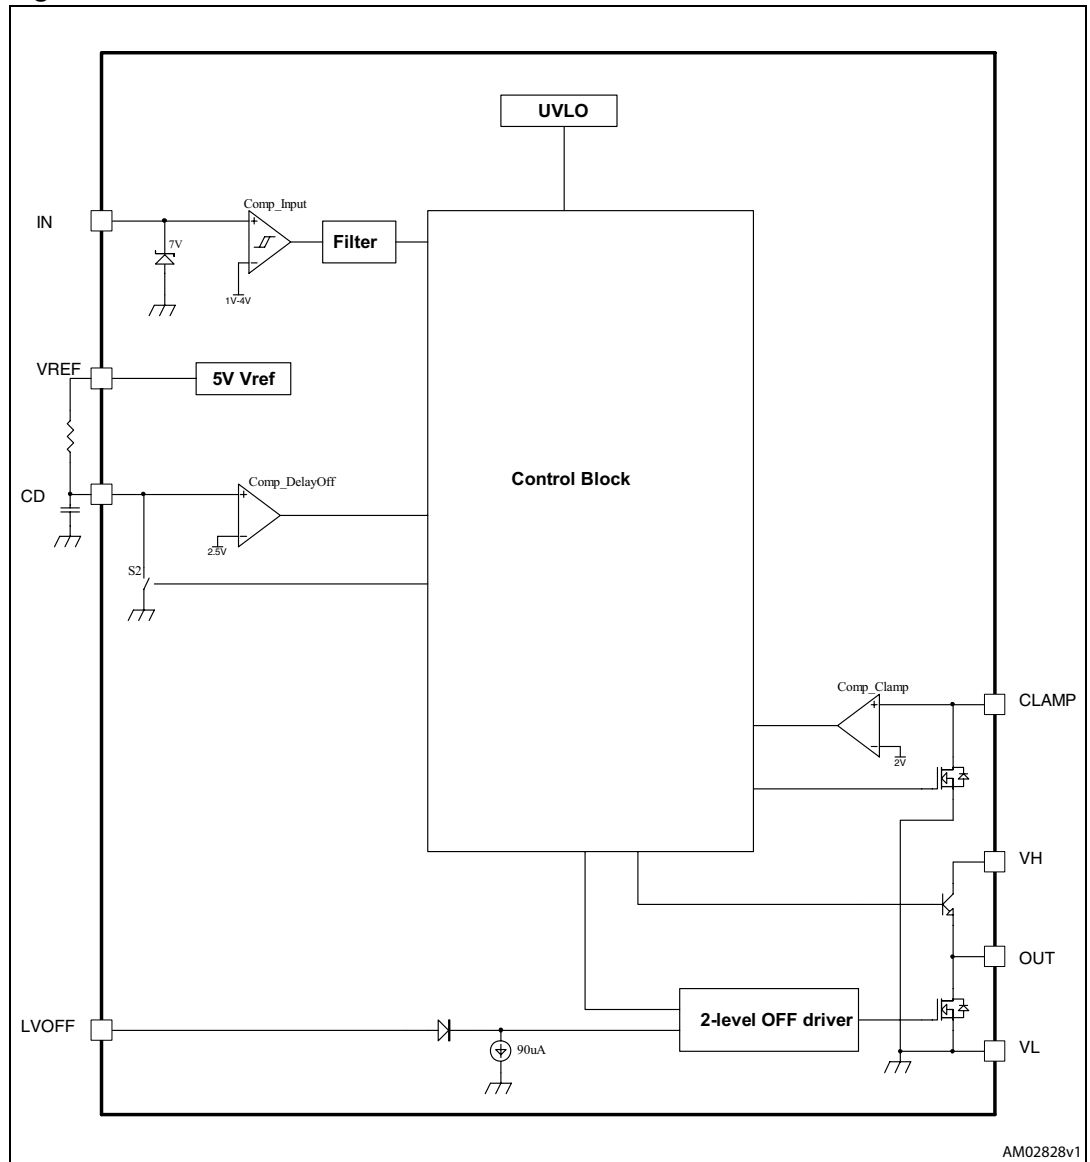 UVLO
Comp_Input
IN
7V
Filter
1V-4V
VREF
5V Vref
Comp_DelayOff
CD
2.5V
S2
Control Block
Comp_Clamp
CLAMP
2V
VH
OUT
2-level OFF driver
LVOFF
90uA
VL
AM02828v1